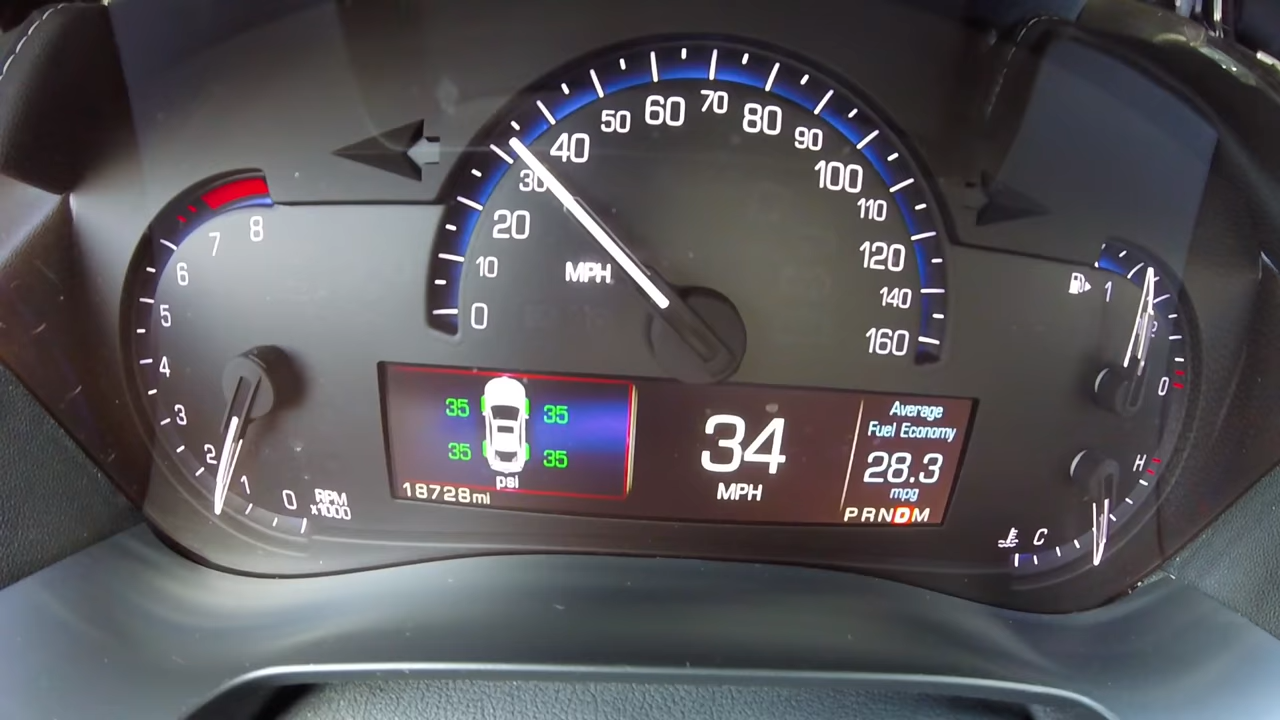 0 10 20 30 40 50 60 70 80 90 100 110 120 140 160
MPH
0 1 2 3 4 5 6 7 8
RPM
x1000
35 35
35 35
psi
18728mi
34
MPH
Average
Fuel Economy
28.3
mpg
PRNDM
1
0
H
C